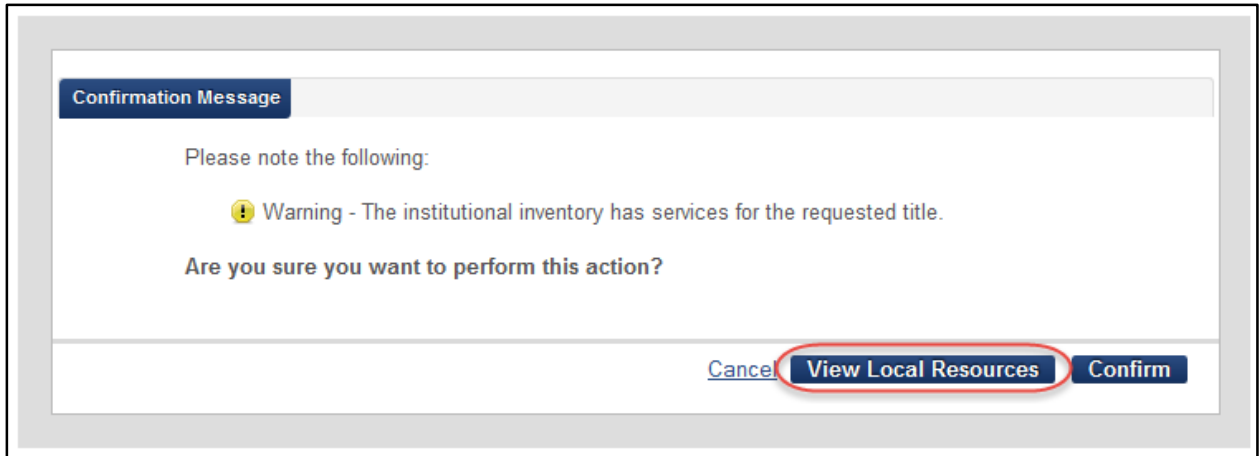 Confirmation Message
Please note the following:
Warning - The institutional inventory has services for the requested title.
Are you sure you want to perform this action?
Cancel View Local Resources Confirm